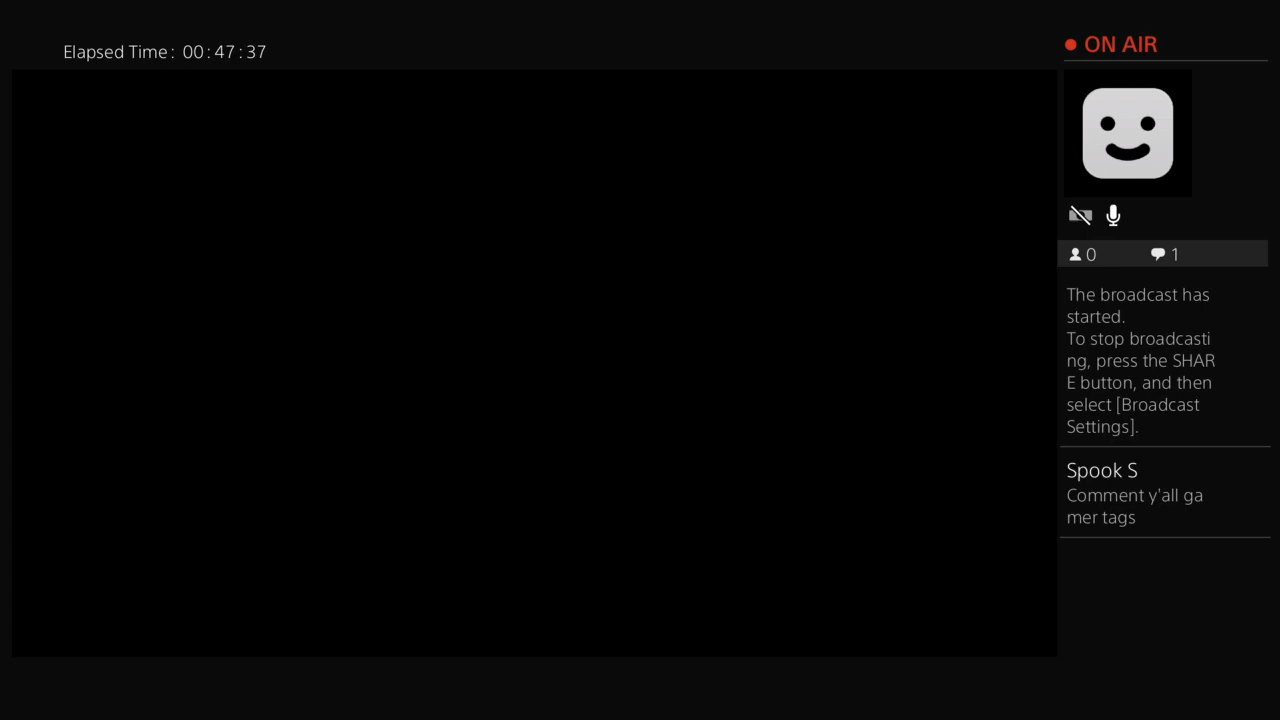 Elapsed Time: 00:47:37
ON AIR
0 1
The broadcast has
started.
To stop broadcasti
ng, press the SHAR
E button, and then
select [Broadcast
Settings].
Spook S
Comment y'all ga
mer tags